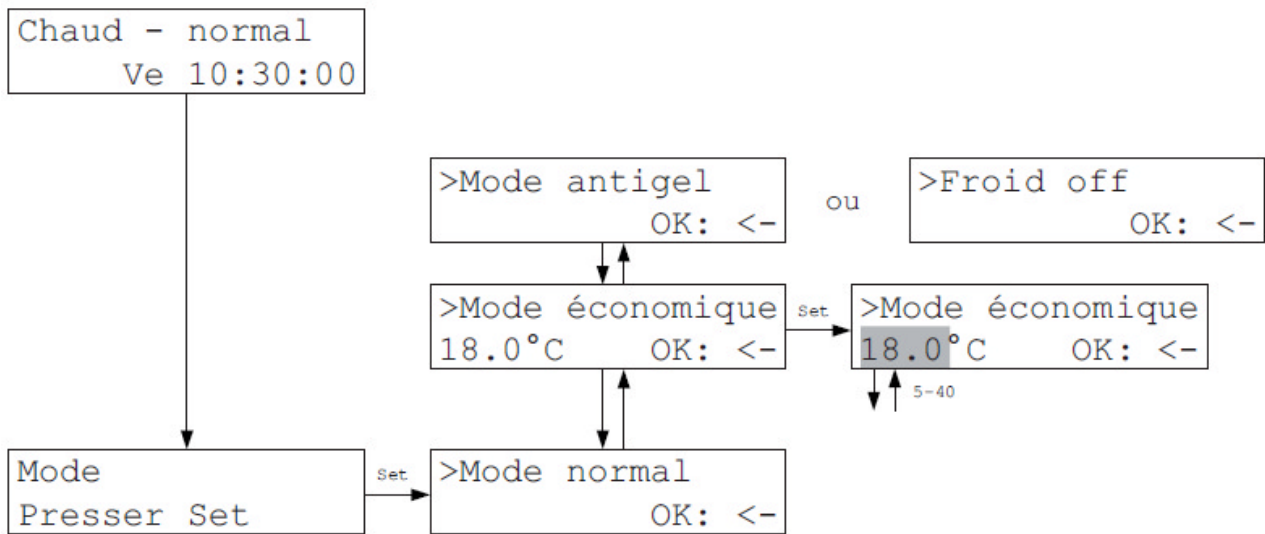 Chaud - normal
Ve 10:30:00
>Mode antigel
OK: <-
ou
>Froid off
OK: <-
>Mode économique
18.0°C OK: <-
Set
>Mode économique
18.0°C OK: <-
5-40
Mode
Presser Set
Set
>Mode normal
OK: <-